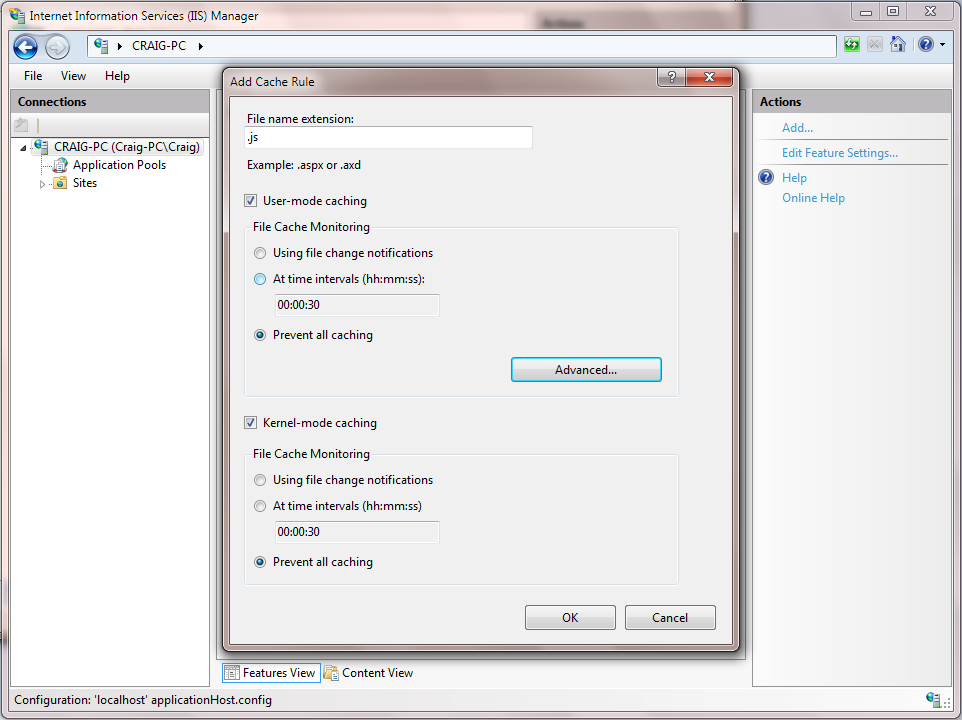 Internet Information Services (IIS) Manager
CRAIG-PC
File View Help
Connections
CRAIG-PC (Craig-PC\Craig)
Application Pools
Sites
Add Cache Rule
File name extension:
.js
Example: .aspx or .axd
User-mode caching
File Cache Monitoring
Using file change notifications
At time intervals (hh:mm:ss):
00:00:30
Prevent all caching
Advanced...
Kernel-mode caching
File Cache Monitoring
Using file change notifications
At time intervals (hh:mm:ss)
00:00:30
Prevent all caching
OK Cancel
Actions
Add...
Edit Feature Settings...
Help
Online Help
Features View Content View
Configuration: 'localhost' applicationHost.config